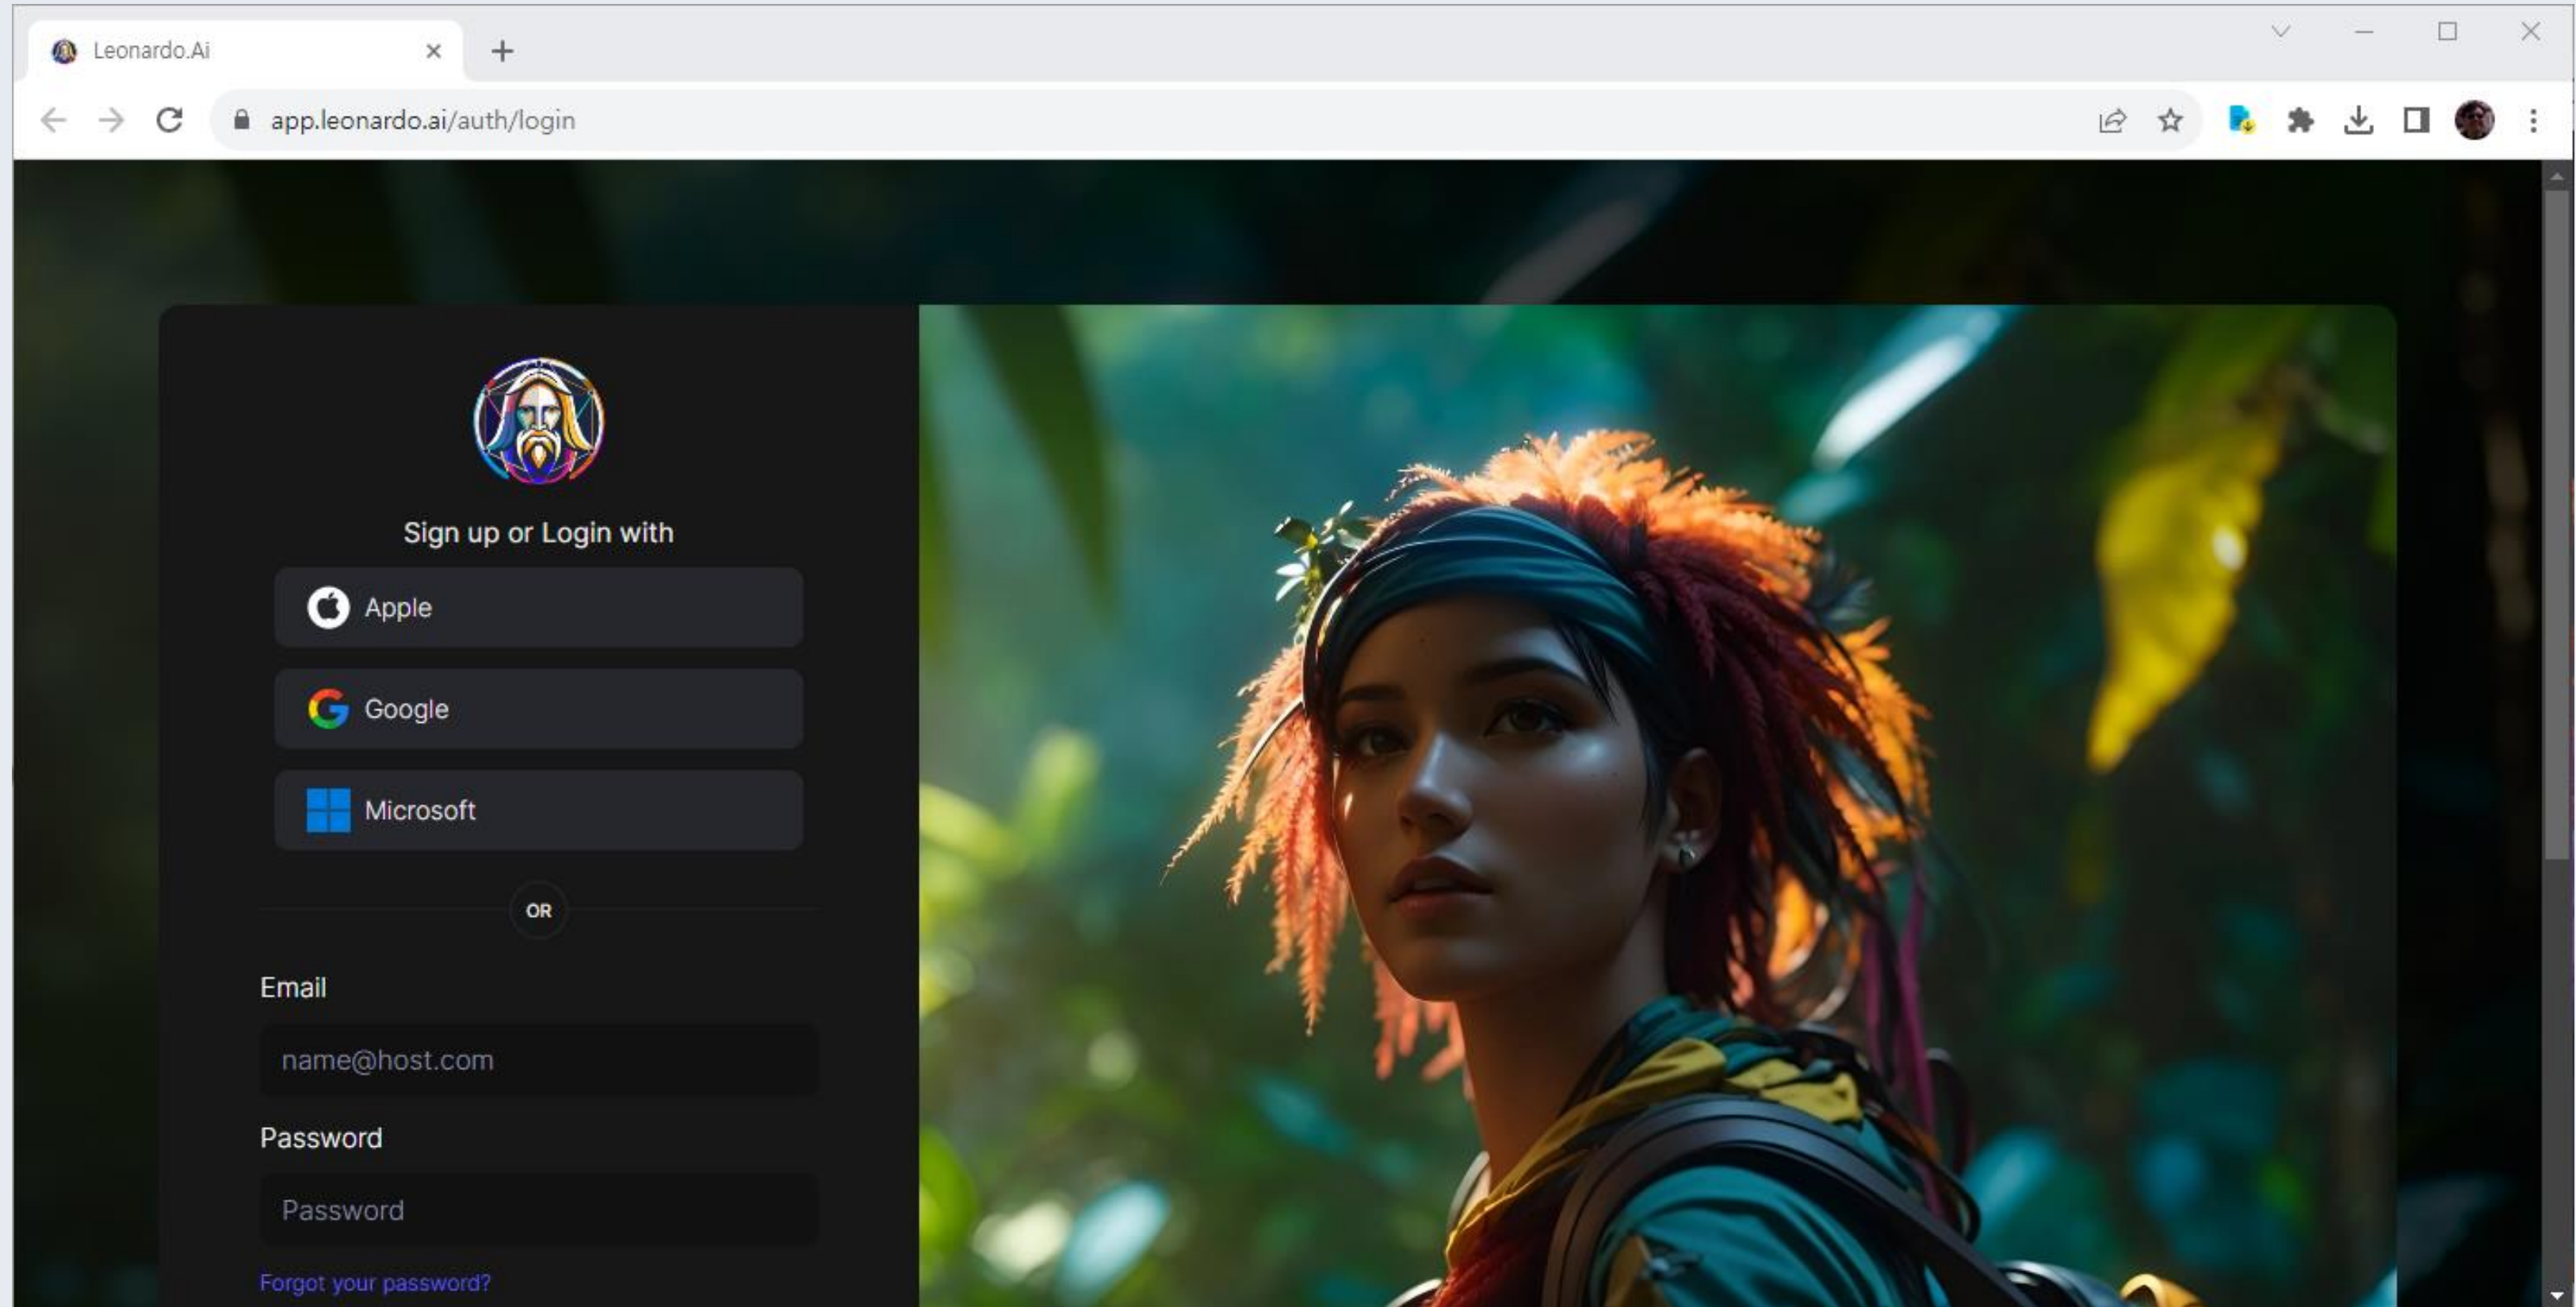 Leonardo.Ai
app.leonardo.ai/auth/login
Sign up or Login with
Apple
Google
Microsoft
OR
Email
name@host.com
Password
Password
Forgot your password?